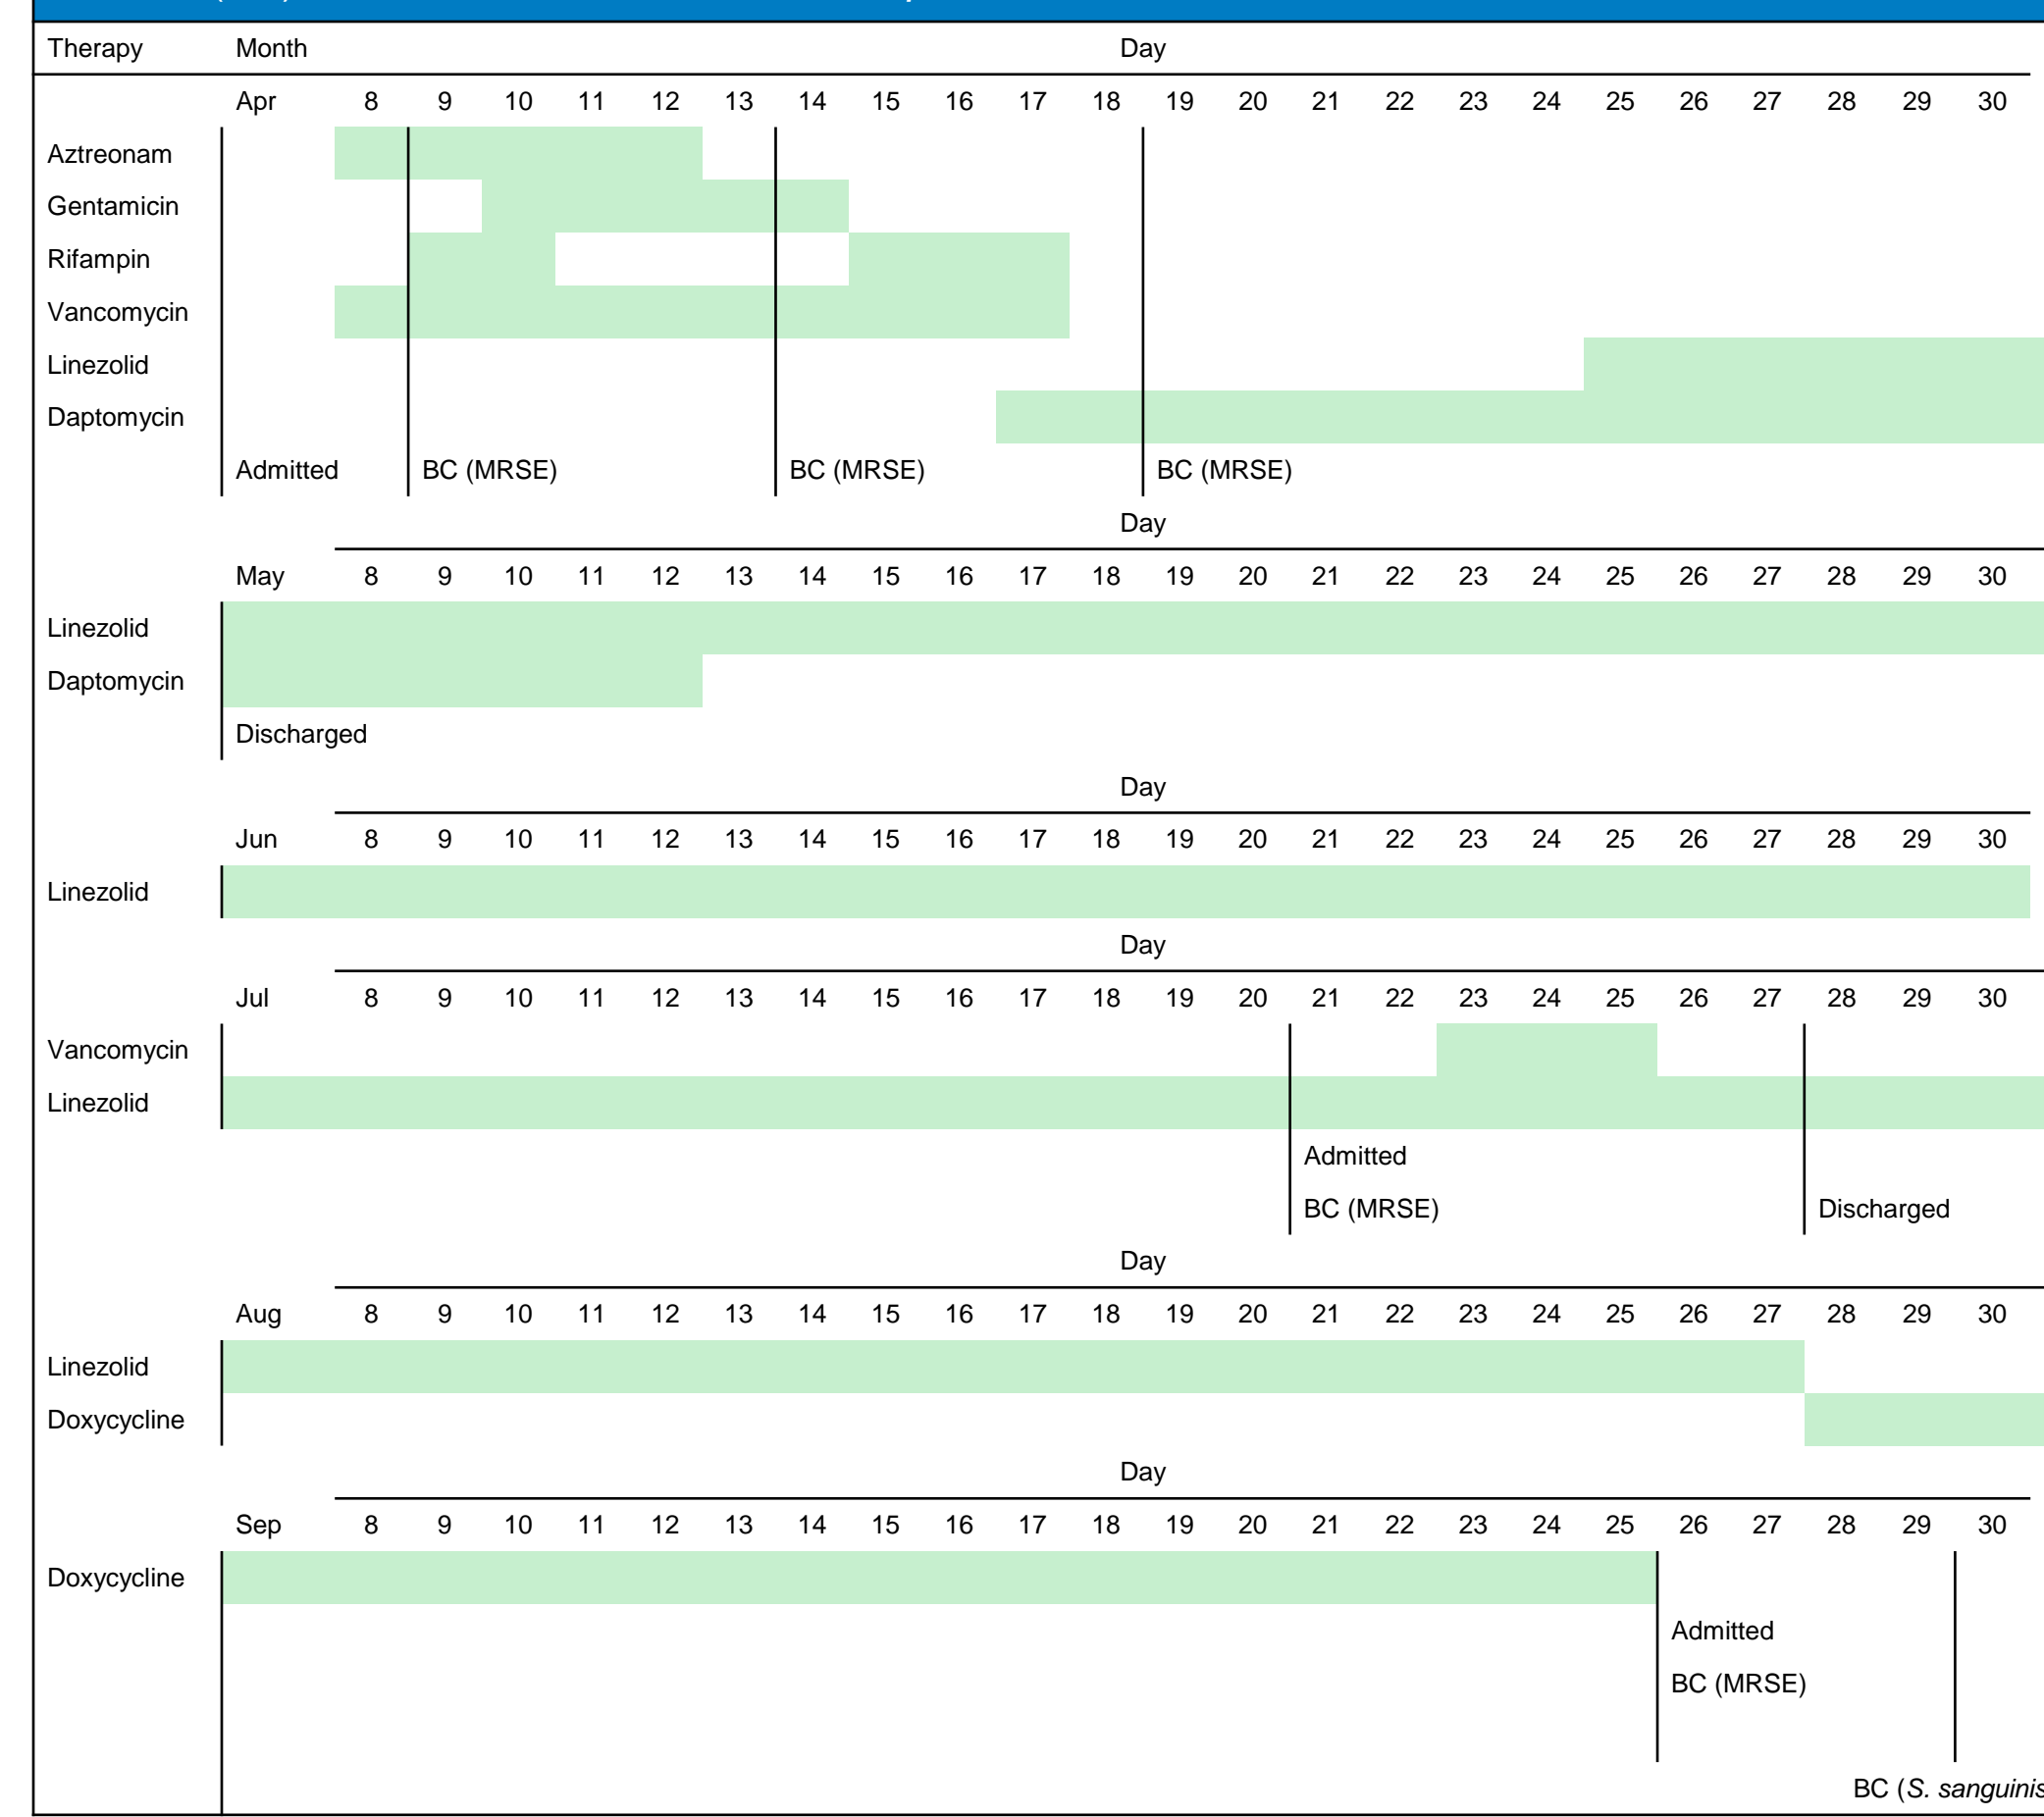 Therapy Month Day
Apr 8 9 10 11 12 13 14 15 16 17 18 19 20 21 22 23 24 25 26 27 28 29 30
Aztreonam
Gentamicin
Rifampin
Vancomycin
Linezolid
Daptomycin
Admitted BC (MRSE) BC (MRSE) BC (MRSE)
Day
May 8 9 10 11 12 13 14 15 16 17 18 19 20 21 22 23 24 25 26 27 28 29 30
Linezolid
Daptomycin
Discharged
Day
Jun 8 9 10 11 12 13 14 15 16 17 18 19 20 21 22 23 24 25 26 27 28 29 30
Linezolid
Day
Jul 8 9 10 11 12 13 14 15 16 17 18 19 20 21 22 23 24 25 26 27 28 29 30
Vancomycin
Linezolid
Admitted
BC (MRSE) Discharged
Day
Aug 8 9 10 11 12 13 14 15 16 17 18 19 20 21 22 23 24 25 26 27 28 29 30
Linezolid
Doxycycline
Day
Sep 8 9 10 11 12 13 14 15 16 17 18 19 20 21 22 23 24 25 26 27 28 29 30
Doxycycline
Admitted
BC (MRSE)
BC (S. sanguinis